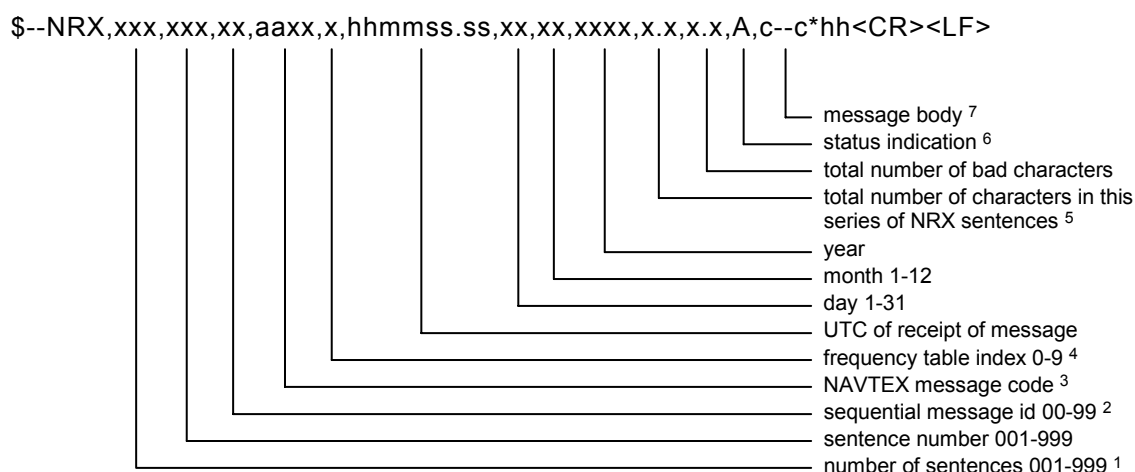 $--NRX,xxx,xxx,xx,aaxx,x,hhmmss.ss,xx,xx,xxxx,x.x,x.x,A,c--c*hh<CR><LF>
message body 7
status indication 6
total number of bad characters
total number of characters in this
series of NRX sentences 5
year
month 1-12
day 1-31
UTC of receipt of message
frequency table index 0-9 4
NAVTEX message code 3
sequential message id 00-99 2
sentence number 001-999
number of sentences 001-999 1